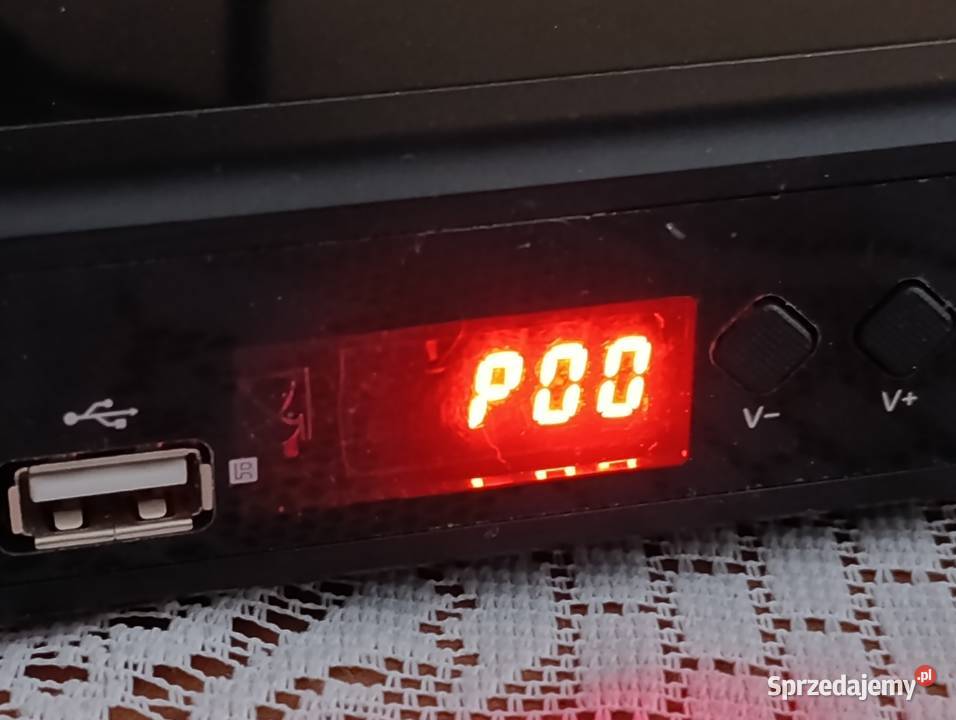 P00
V-
V+
Sprzedajemy.pl